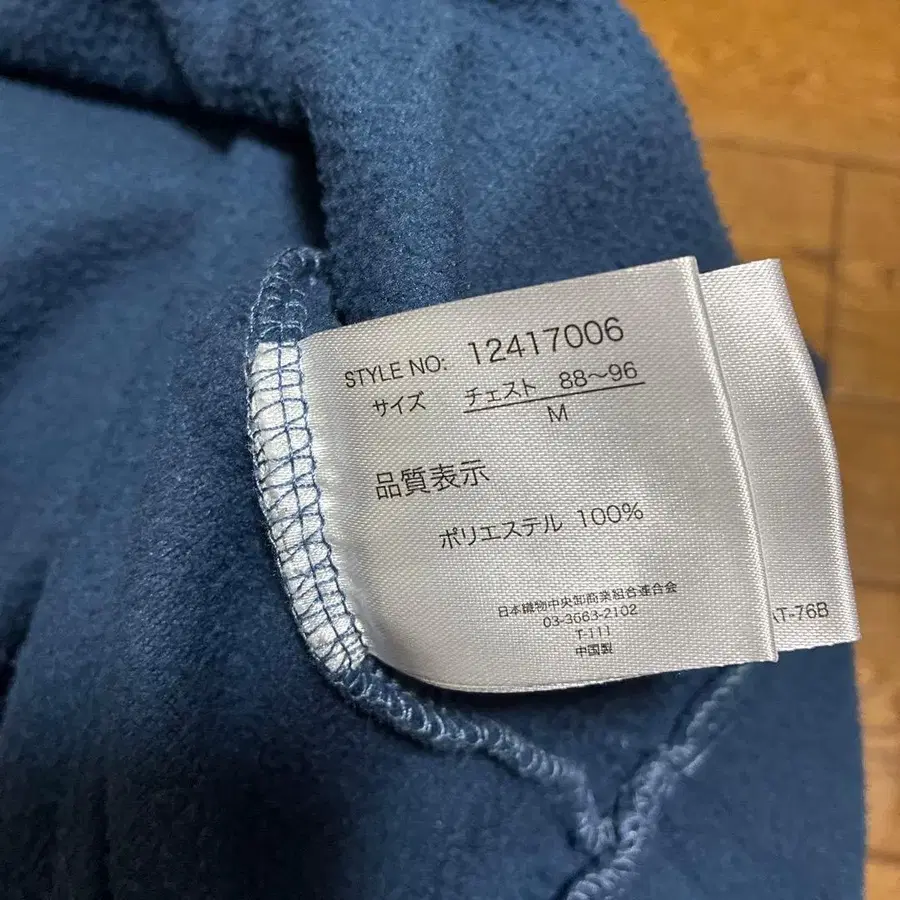 STYLE NO: 12417006
サイズ チェスト 88～96
M
品質表示
ポリエステル 100%
日本織物中央卸商業組合連合会
03-3663-2102
T-111
中国製
AT-76B